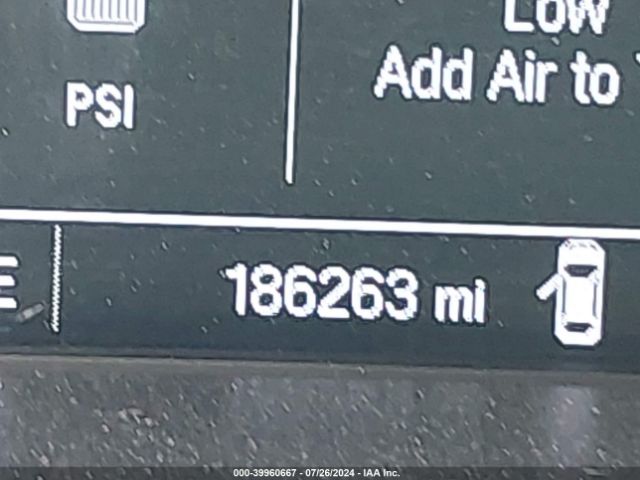 Low
Add Air to
PSI
E
186263 mi
000-39960667 - 07/26/2024 - IAA Inc.